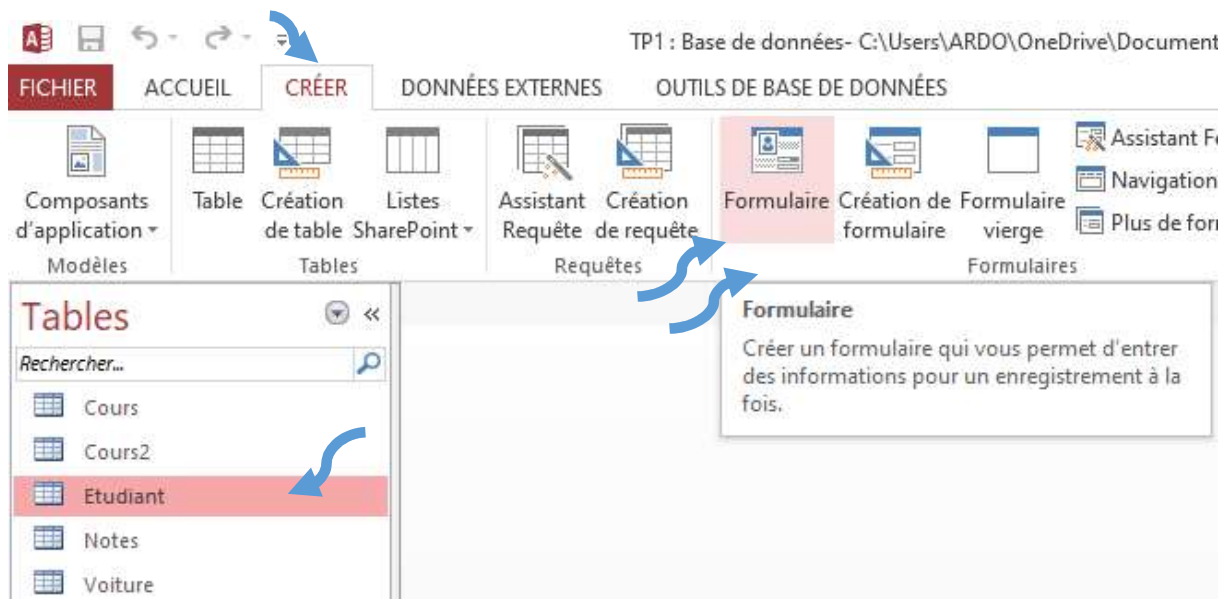 TP1 : Base de données- C:\Users\ARDO\OneDrive\Document
FICHIER ACCUEIL CRÉER DONNÉES EXTERNES OUTILS DE BASE DE DONNÉES
Composants d'application
Table
Création de table
Listes SharePoint
Assistant Requête
Création de requête
Formulaire
Création de formulaire
Formulaire vierge
Assistant Fo
Navigation
Plus de for
Modèles Tables Requêtes Formulaires
Tables
Rechercher...
Cours
Cours2
Etudiant
Notes
Voiture
Formulaire
Créer un formulaire qui vous permet d'entrer
des informations pour un enregistrement à la
fois.